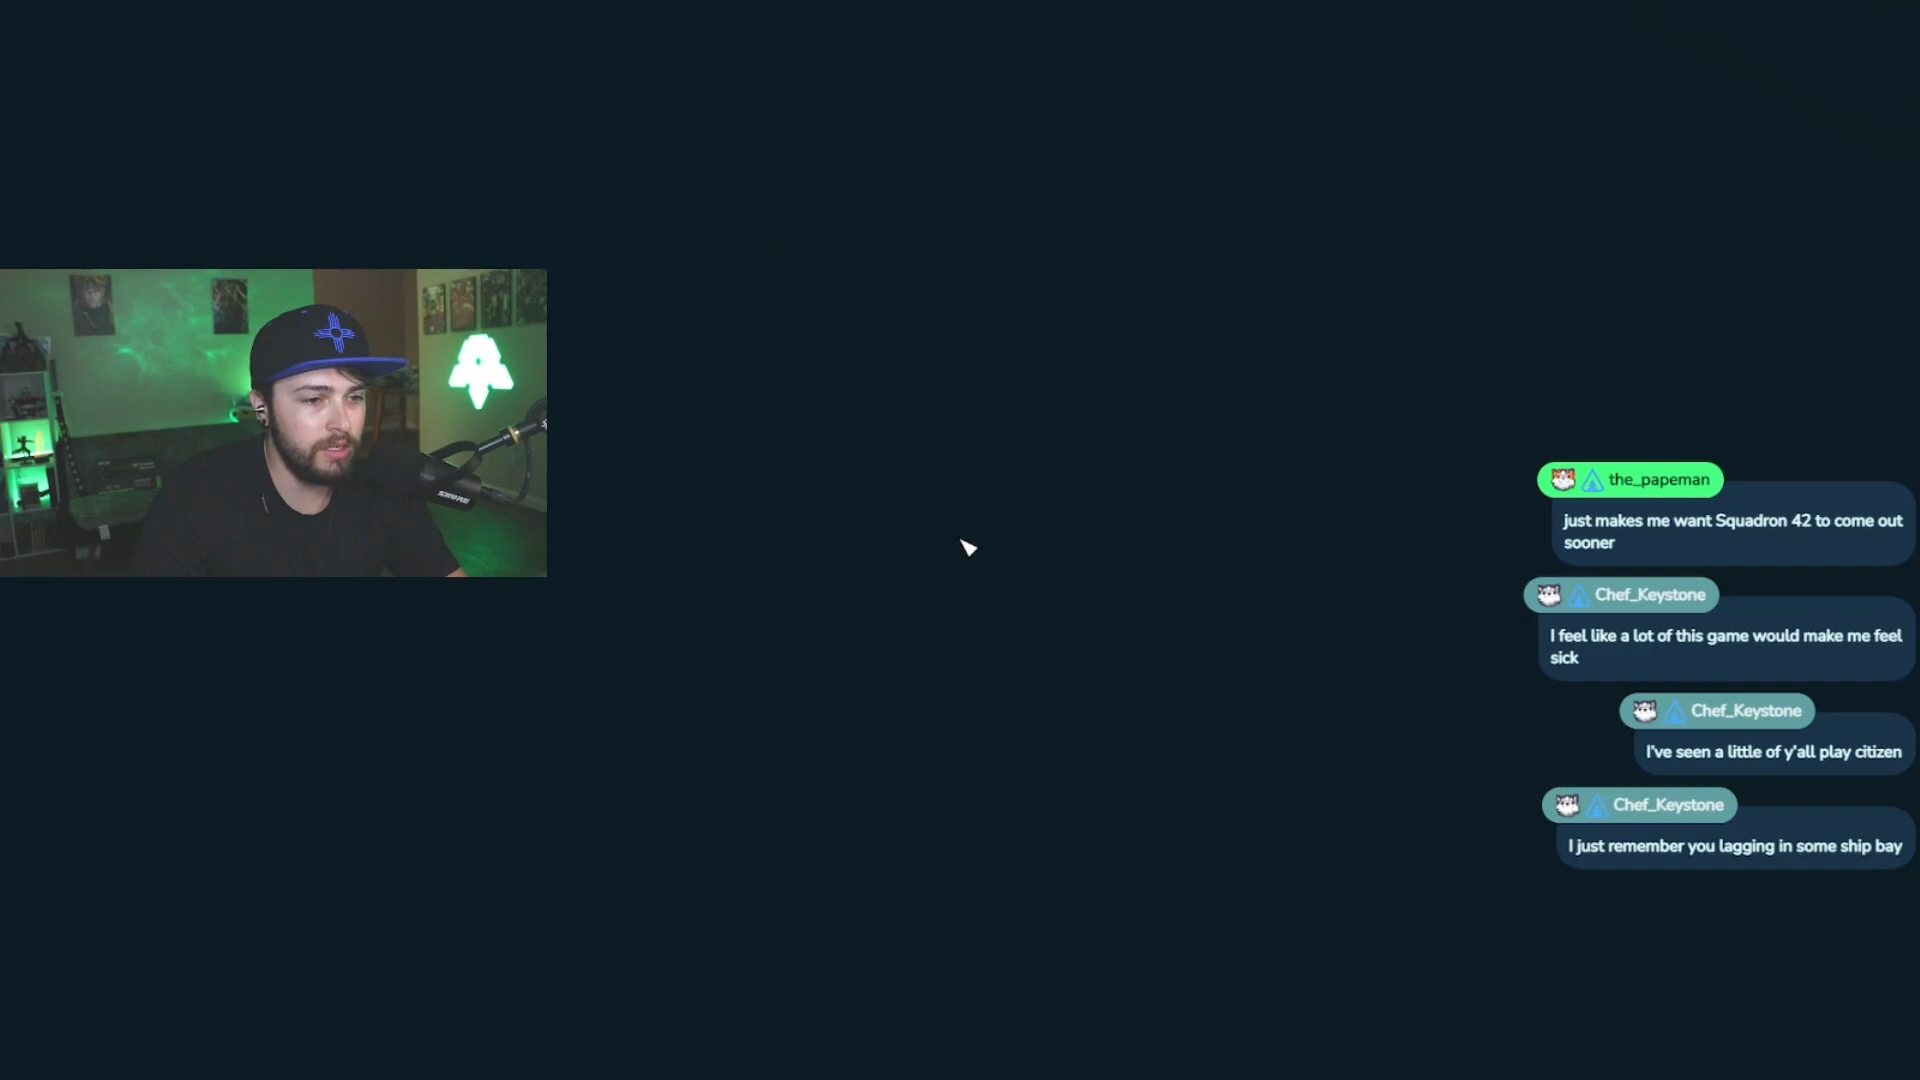 SHURE
the_papeman
just makes me want Squadron 42 to come out
sooner
Chef_Keystone
I feel like a lot of this game would make me feel
sick
Chef_Keystone
I've seen a little of y'all play citizen
Chef_Keystone
I just remember you lagging in some ship bay